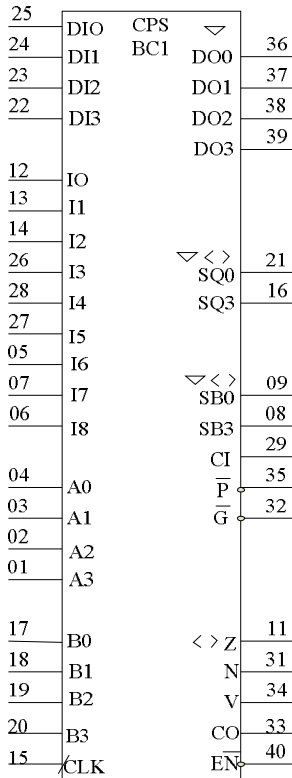 25 DIO CPS
24 DI1 BC1 DO0 36
23 DI2 DO1 37
22 DI3 DO2 38
DO3 39
12 IO
13 I1
14 I2
26 I3 < > SQ0 21
28 I4 SQ3 16
27 I5
05 I6
07 I7 < > SB0 09
06 I8 SB3 08
CI 29
04 A0 P 35
03 A1 G 32
02 A2
01 A3
17 B0 < > Z 11
18 B1 N 31
19 B2 V 34
20 B3 CO 33
15 CLK EN 40